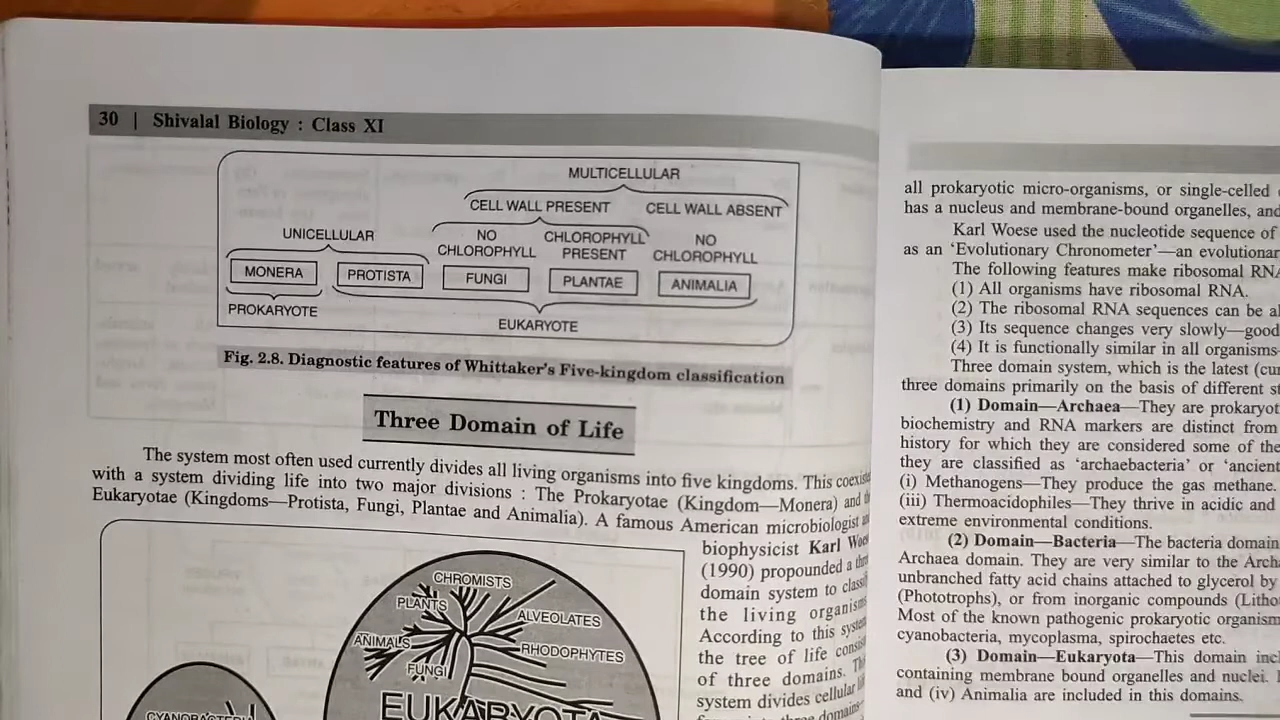 30 | Shivalal Biology : Class XI
MULTICELLULAR
CELL WALL PRESENT CELL WALL ABSENT
UNICELLULAR NO CHLOROPHYLL CHLOROPHYLL PRESENT NO CHLOROPHYLL
MONERA PROTISTA FUNGI PLANTAE ANIMALIA
PROKARYOTE EUKARYOTE
Fig. 2.8. Diagnostic features of Whittaker's Five-kingdom classification
Three Domain of Life
The system most often used currently divides all living organisms into five kingdoms. This
with a system dividing life into two major divisions : The Prokaryotae (Kingdom—Monera) and
Eukaryotae (Kingdoms—Protista, Fungi, Plantae and Animalia). A famous American microbiologist
biophysicist Karl
(1990) propounded a
domain system to
the living
According to this
the tree of life
of three domains.
system divides cellular
CHROMISTS
PLANTS
ALVEOLATES
ANIMALS
RHODOPHYTES
FUNGI
EUKARYOTA
all prokaryotic micro-organisms, or single-celled
has a nucleus and membrane-bound organelles, and
Karl Woese used the nucleotide sequence of
as an 'Evolutionary Chronometer'—an evolutionar
The following features make ribosomal RNA
(1) All organisms have ribosomal RNA.
(2) The ribosomal RNA sequences can be al
(3) Its sequence changes very slowly—good
(4) It is functionally similar in all organisms-
Three domain system, which is the latest (cur
three domains primarily on the basis of different st
(1) Domain—Archaea—They are prokaryot
biochemistry and RNA markers are distinct from
history for which they are considered some of the
they are classified as 'archaebacteria' or 'ancient
(i) Methanogens—They produce the gas methane.
(iii) Thermoacidophiles—They thrive in acidic and
extreme environmental conditions.
(2) Domain—Bacteria—The bacteria domain
Archaea domain. They are very similar to the Arch
unbranched fatty acid chains attached to glycerol by
(Phototrophs), or from inorganic compounds (Litho
Most of the known pathogenic prokaryotic organism
cyanobacteria, mycoplasma, spirochaetes etc.
(3) Domain—Eukaryota—This domain incl
containing membrane bound organelles and nuclei.
and (iv) Animalia are included in this domains.